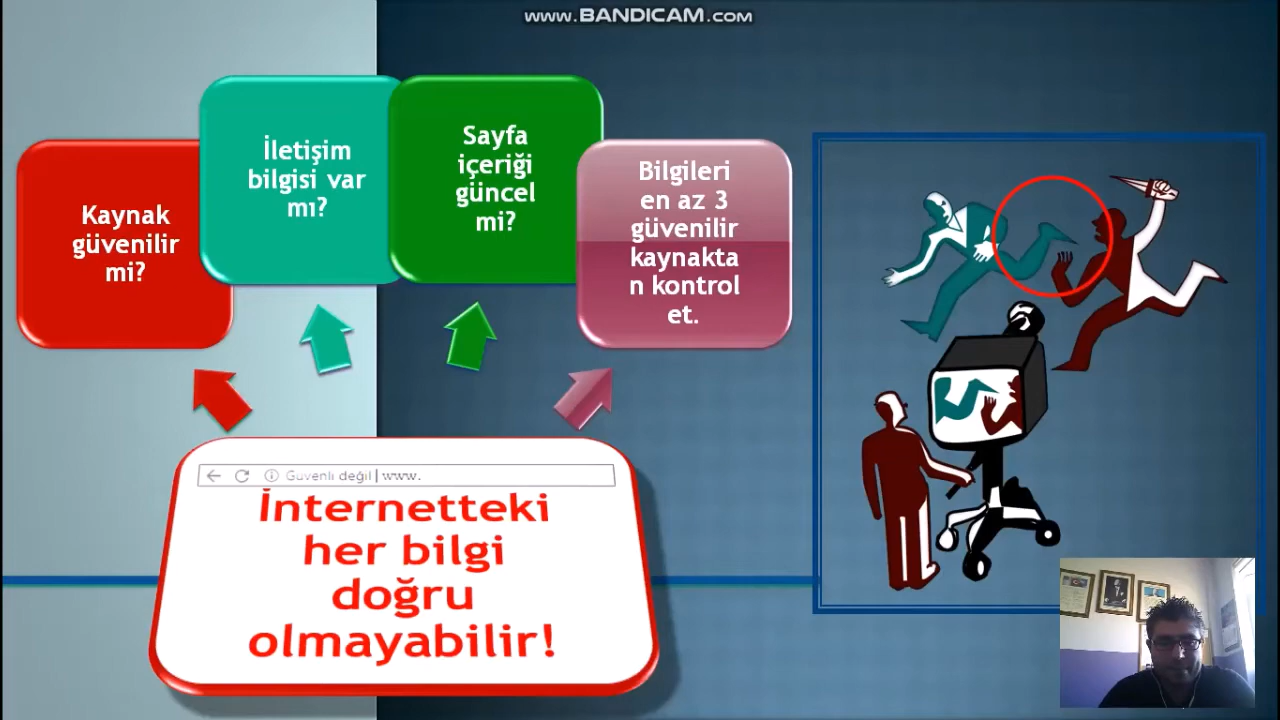 www.BANDICAM.com
Kaynak
güvenilir
mi?
İletişim
bilgisi var
mı?
Sayfa
içeriği
güncel
mi?
Bilgileri
en az 3
güvenilir
kaynakta
n kontrol
et.
Güvenli değil | www.
İnternetteki
her bilgi
doğru
olmayabilir!